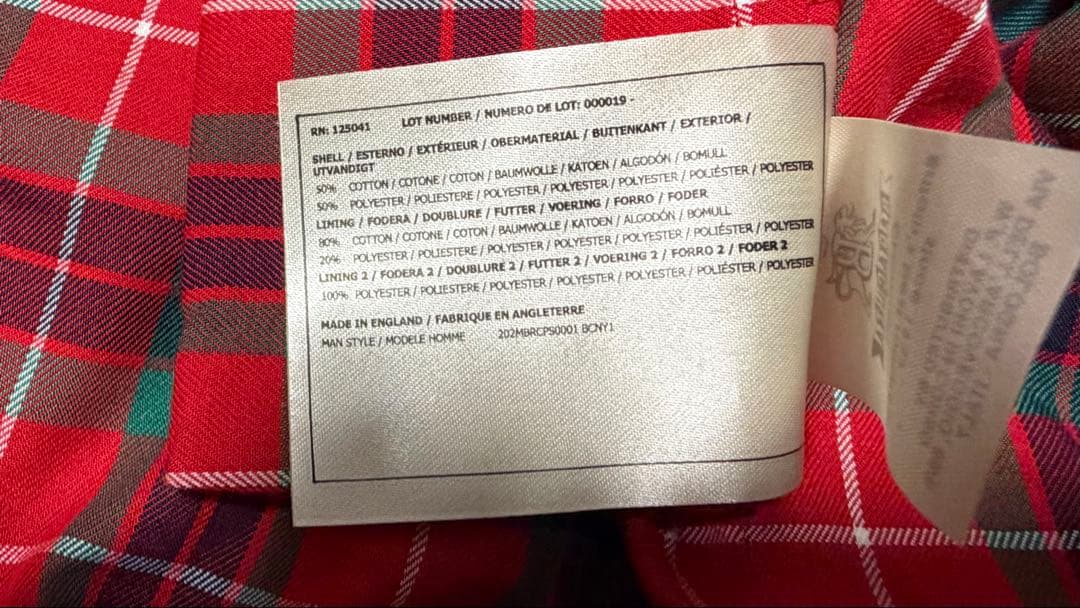 RN: 125041 LOT NUMBER / NUMERO DE LOT: 000019 -
SHELL / ESTERNO / EXTÉRIEUR / OBERMATERIAL / BUITENKANT / EXTERIOR /
UTVANDIGT
50% COTTON / COTONE / COTON / BAUMWOLLE / KATOEN / ALGODÓN / BOMULL
50% POLYESTER / POLIESTERE / POLYESTER / POLYESTER / POLYESTER / POLIÉSTER / POLYESTER
LINING / FODERA / DOUBLURE / FUTTER / VOERING / FORRO / FODER
80% COTTON / COTONE / COTON / BAUMWOLLE / KATOEN / ALGODÓN / BOMULL
20% POLYESTER / POLIESTERE / POLYESTER / POLYESTER / POLYESTER / POLIÉSTER / POLYESTER
LINING 2 / FODERA 2 / DOUBLURE 2 / FUTTER 2 / VOERING 2 / FORRO 2 / FODER 2
100% POLYESTER / POLIESTERE / POLYESTER / POLYESTER / POLYESTER / POLIÉSTER / POLYESTER
MADE IN ENGLAND / FABRIQUE EN ANGLETERRE
MAN STYLE / MODELE HOMME 202MBRCPS0001 BCNY1